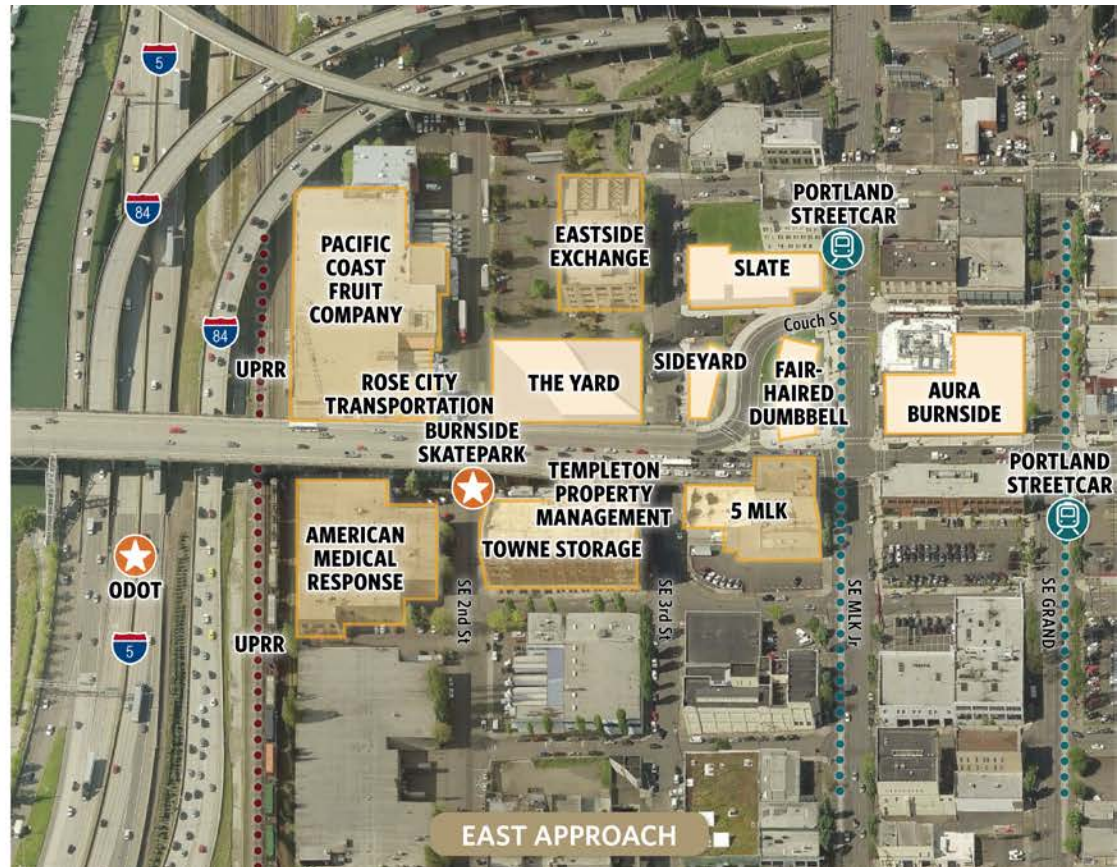 5
84
84
UPRR
PACIFIC
COAST
FRUIT
COMPANY
EASTSIDE
EXCHANGE
PORTLAND
STREETCAR
SLATE
Couch St
ROSE CITY
TRANSPORTATION
BURNSIDE
SKATEPARK
THE YARD
SIDEYARD
FAIR-
HAIRED
DUMBBELL
AURA
BURNSIDE
PORTLAND
STREETCAR
AMERICAN
MEDICAL
RESPONSE
TEMPLETON
PROPERTY
MANAGEMENT
TOWNE STORAGE
5 MLK
ODOT
5
UPRR
SE 2nd St
SE 3rd St
SE MLK Jr
SE GRAND
EAST APPROACH